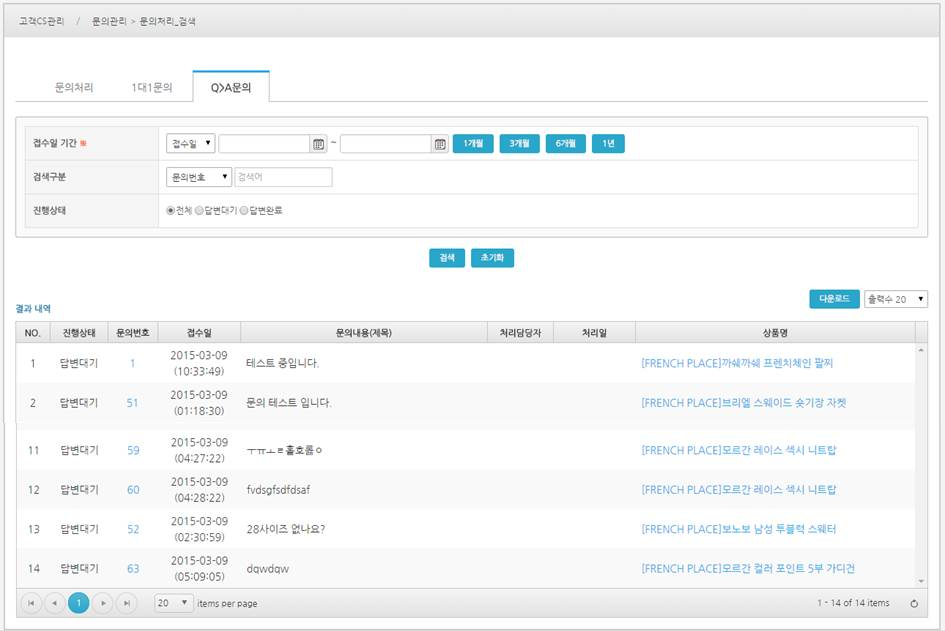 고객CS관리 / 문의관리 > 문의처리_검색
문의처리 1대1문의 Q>A문의
접수일 기간 ※ 접수일 ~ 1개월 3개월 6개월 1년
검색구분 문의번호 검색어
진행상태 전체 답변대기 답변완료
검색 초기화
다운로드 출력수 20
결과 내역
NO. 진행상태 문의번호 접수일 문의내용(제목) 처리담당자 처리일 상품명
1 답변대기 1 2015-03-09 (10:33:49) 테스트 중입니다. [FRENCH PLACE]까쉐까쉐 프렌치체인 팔찌
2 답변대기 51 2015-03-09 (01:18:30) 문의 테스트 입니다. [FRENCH PLACE]브리엘 스웨이드 숏기장 자켓
11 답변대기 59 2015-03-09 (04:27:22) [FRENCH PLACE]모르간 레이스 섹시 니트탑
12 답변대기 60 2015-03-09 (04:28:22) fvdsgfsdfdsaf [FRENCH PLACE]모르간 레이스 섹시 니트탑
13 답변대기 52 2015-03-09 (02:30:59) 28사이즈 없나요? [FRENCH PLACE]보노보 남성 투블럭 스웨터
14 답변대기 63 2015-03-09 (05:09:05) dqwdqw [FRENCH PLACE]모르간 컬러 포인트 5부 가디건
1 20 items per page 1 - 14 of 14 items